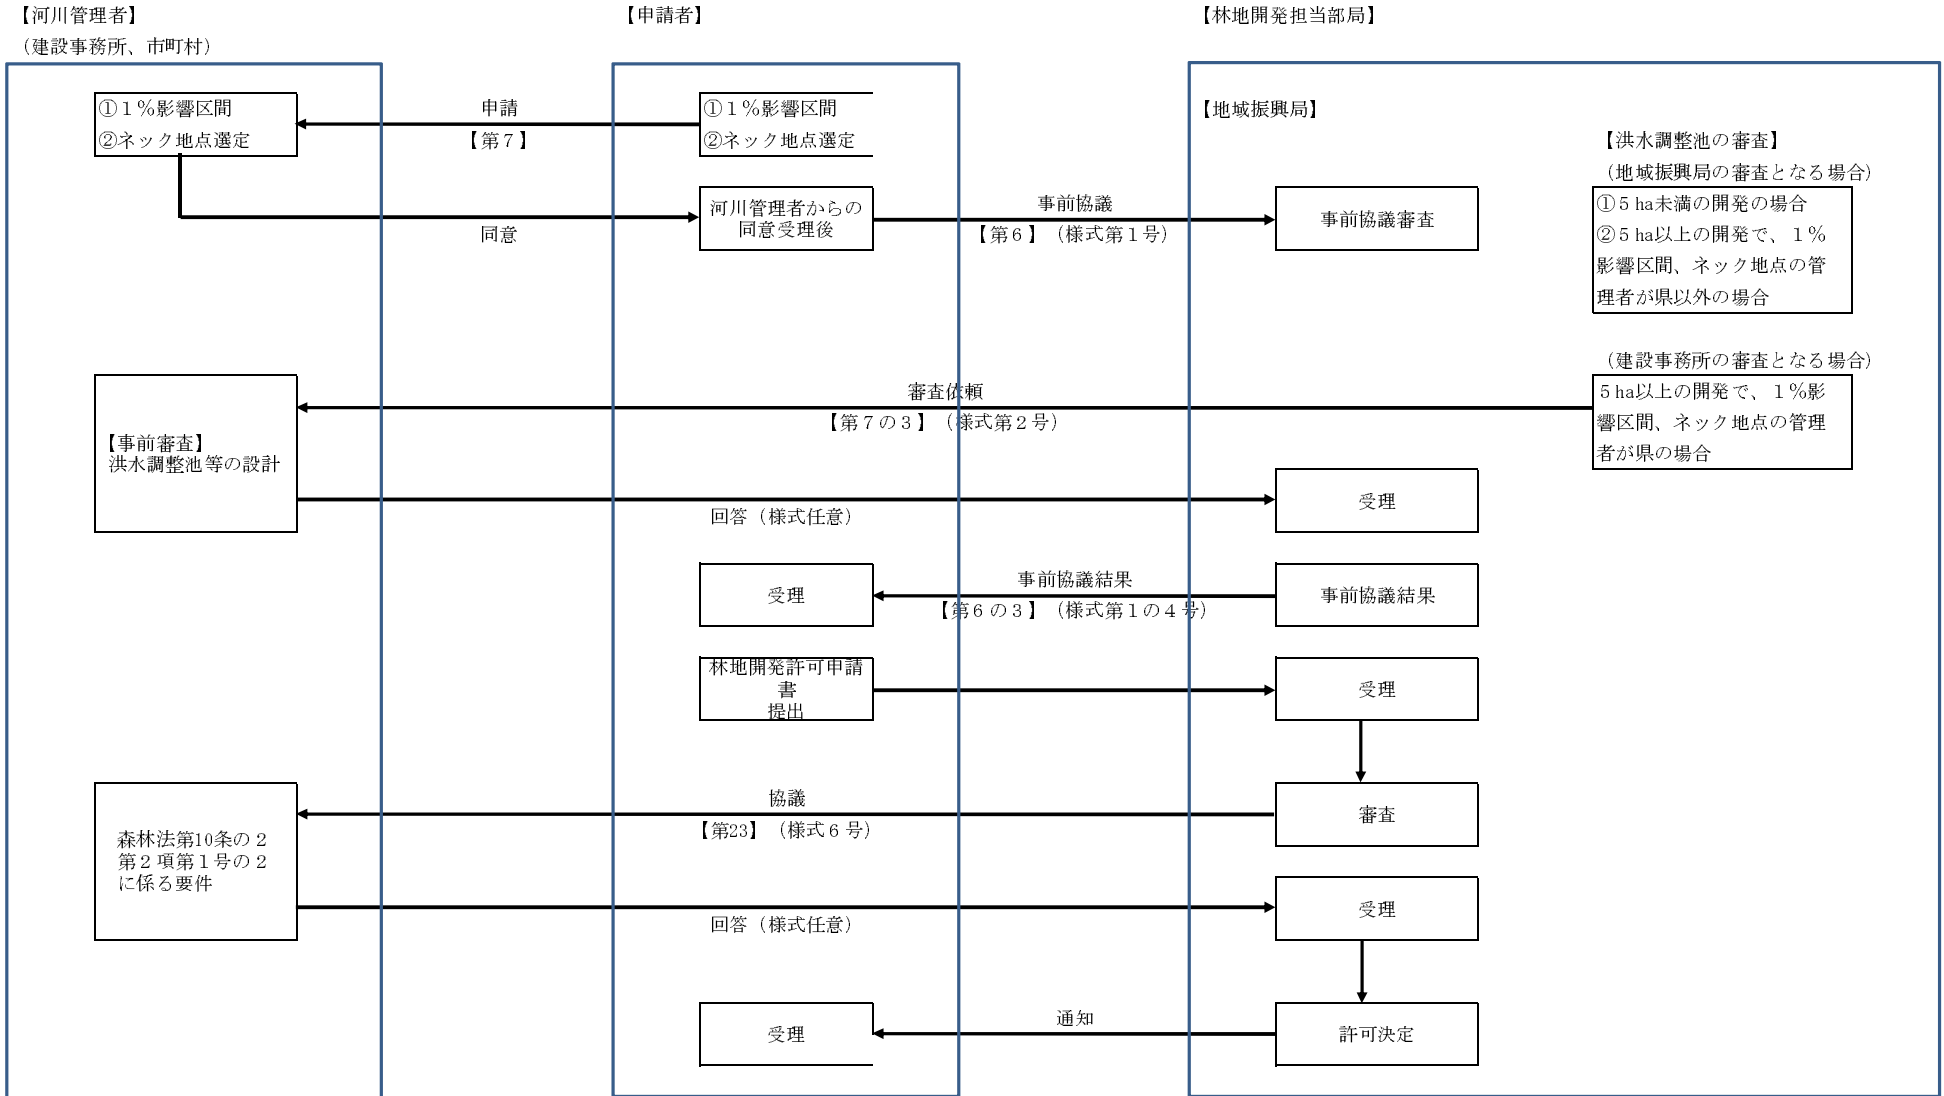 【河川管理者】
（建設事務所、市町村）
【申請者】
【林地開発担当部局】
①１％影響区間
②ネック地点選定
申請
【第７】
①１％影響区間
②ネック地点選定
【地域振興局】
【洪水調整池の審査】
（地域振興局の審査となる場合）
①５ha未満の開発の場合
②５ha以上の開発で、１％
影響区間、ネック地点の管
理者が県以外の場合
同意
河川管理者からの
同意受理後
事前協議
【第６】（様式第１号）
事前協議審査
（建設事務所の審査となる場合）
５ha以上の開発で、１％影
響区間、ネック地点の管理
者が県の場合
審査依頼
【第７の３】（様式第２号）
【事前審査】
洪水調整池等の設計
回答（様式任意）
受理
受理
事前協議結果
【第６の３】（様式第１の４号）
事前協議結果
林地開発許可申請
書
提出
受理
協議
【第23】（様式６号）
審査
森林法第10条の２
第２項第１号の２
に係る要件
回答（様式任意）
受理
受理
通知
許可決定